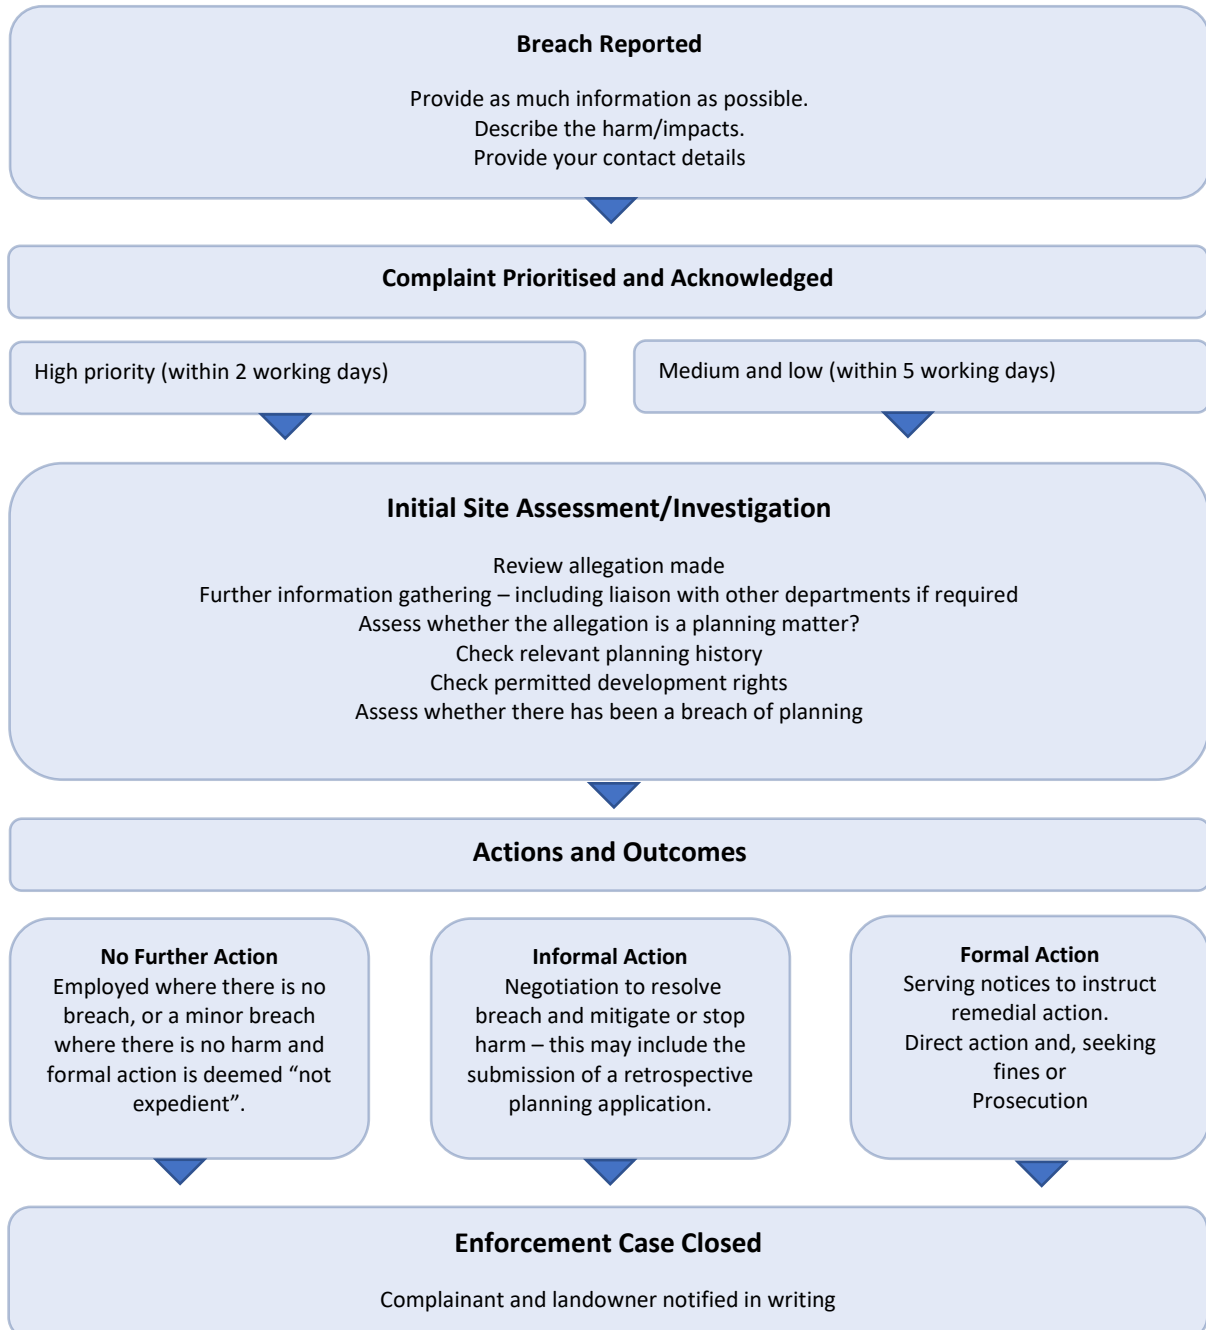 Breach Reported
Provide as much information as possible.
Describe the harm/impacts.
Provide your contact details
Complaint Prioritised and Acknowledged
High priority (within 2 working days)
Medium and low (within 5 working days)
Initial Site Assessment/Investigation
Review allegation made
Further information gathering – including liaison with other departments if required
Assess whether the allegation is a planning matter?
Check relevant planning history
Check permitted development rights
Assess whether there has been a breach of planning
Actions and Outcomes
No Further Action
Employed where there is no
breach, or a minor breach
where there is no harm and
formal action is deemed “not
expedient”.
Informal Action
Negotiation to resolve
breach and mitigate or stop
harm – this may include the
submission of a retrospective
planning application.
Formal Action
Serving notices to instruct
remedial action.
Direct action and, seeking
fines or
Prosecution
Enforcement Case Closed
Complainant and landowner notified in writing